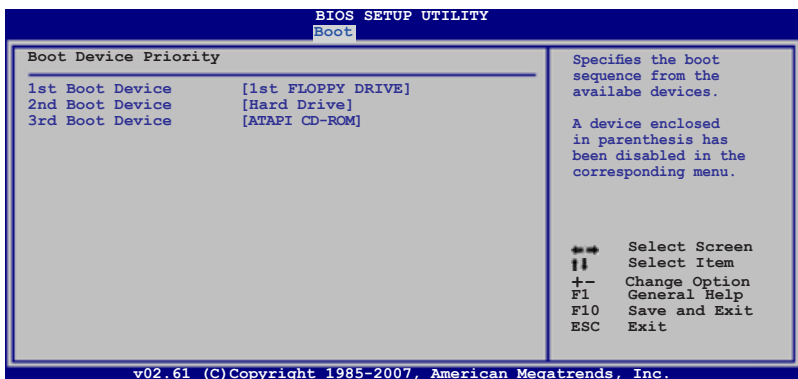 BIOS SETUP UTILITY
Boot
Boot Device Priority
1st Boot Device [1st FLOPPY DRIVE]
2nd Boot Device [Hard Drive]
3rd Boot Device [ATAPI CD-ROM]
Specifies the boot
sequence from the
availabe devices.
A device enclosed
in parenthesis has
been disabled in the
corresponding menu.
←→ Select Screen
↑↓ Select Item
+- Change Option
F1 General Help
F10 Save and Exit
ESC Exit
v02.61 (C)Copyright 1985-2007, American Megatrends, Inc.